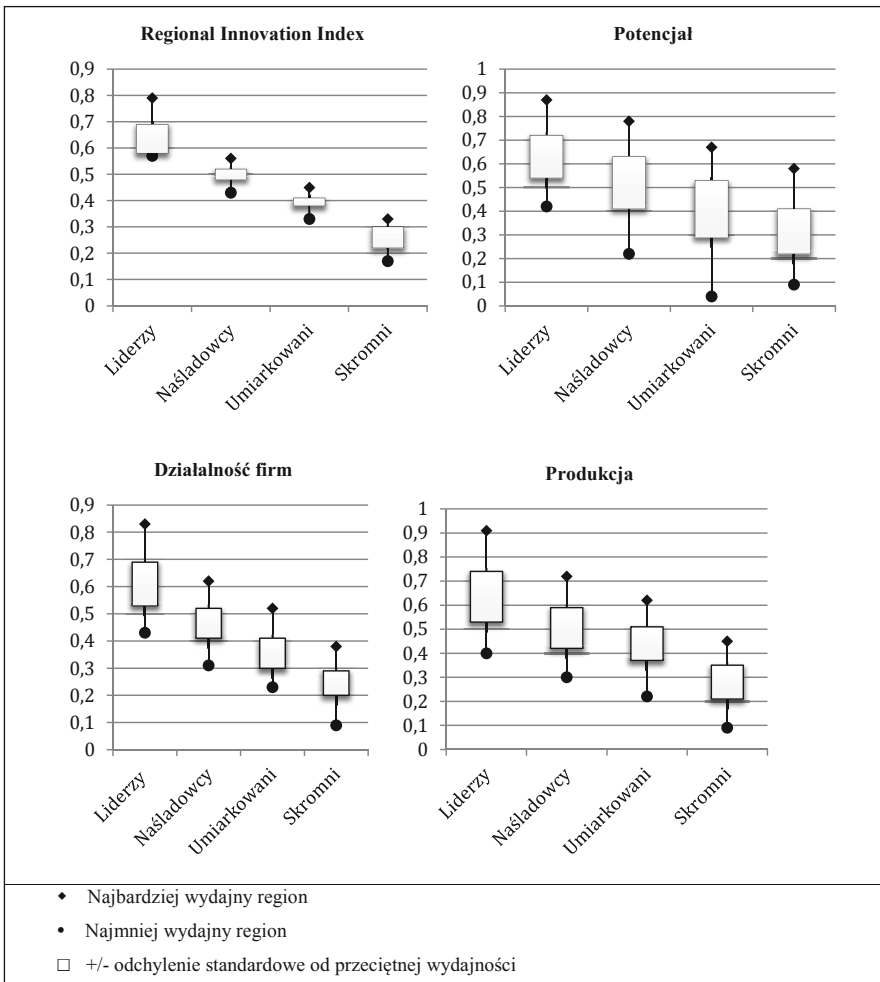 Regional Innovation Index
0,9
0,8
0,7
0,6
0,5
0,4
0,3
0,2
0,1
0
Liderzy
Naśladowcy
Umiarkowani
Skromni
Potencjał
1
0,9
0,8
0,7
0,6
0,5
0,4
0,3
0,2
0,1
0
Liderzy
Naśladowcy
Umiarkowani
Skromni
Działalność firm
0,9
0,8
0,7
0,6
0,5
0,4
0,3
0,2
0,1
0
Liderzy
Naśladowcy
Umiarkowani
Skromni
Produkcja
1
0,9
0,8
0,7
0,6
0,5
0,4
0,3
0,2
0,1
0
Liderzy
Naśladowcy
Umiarkowani
Skromni
Najbardziej wydajny region
Najmniej wydajny region
+/- odchylenie standardowe od przeciętnej wydajności